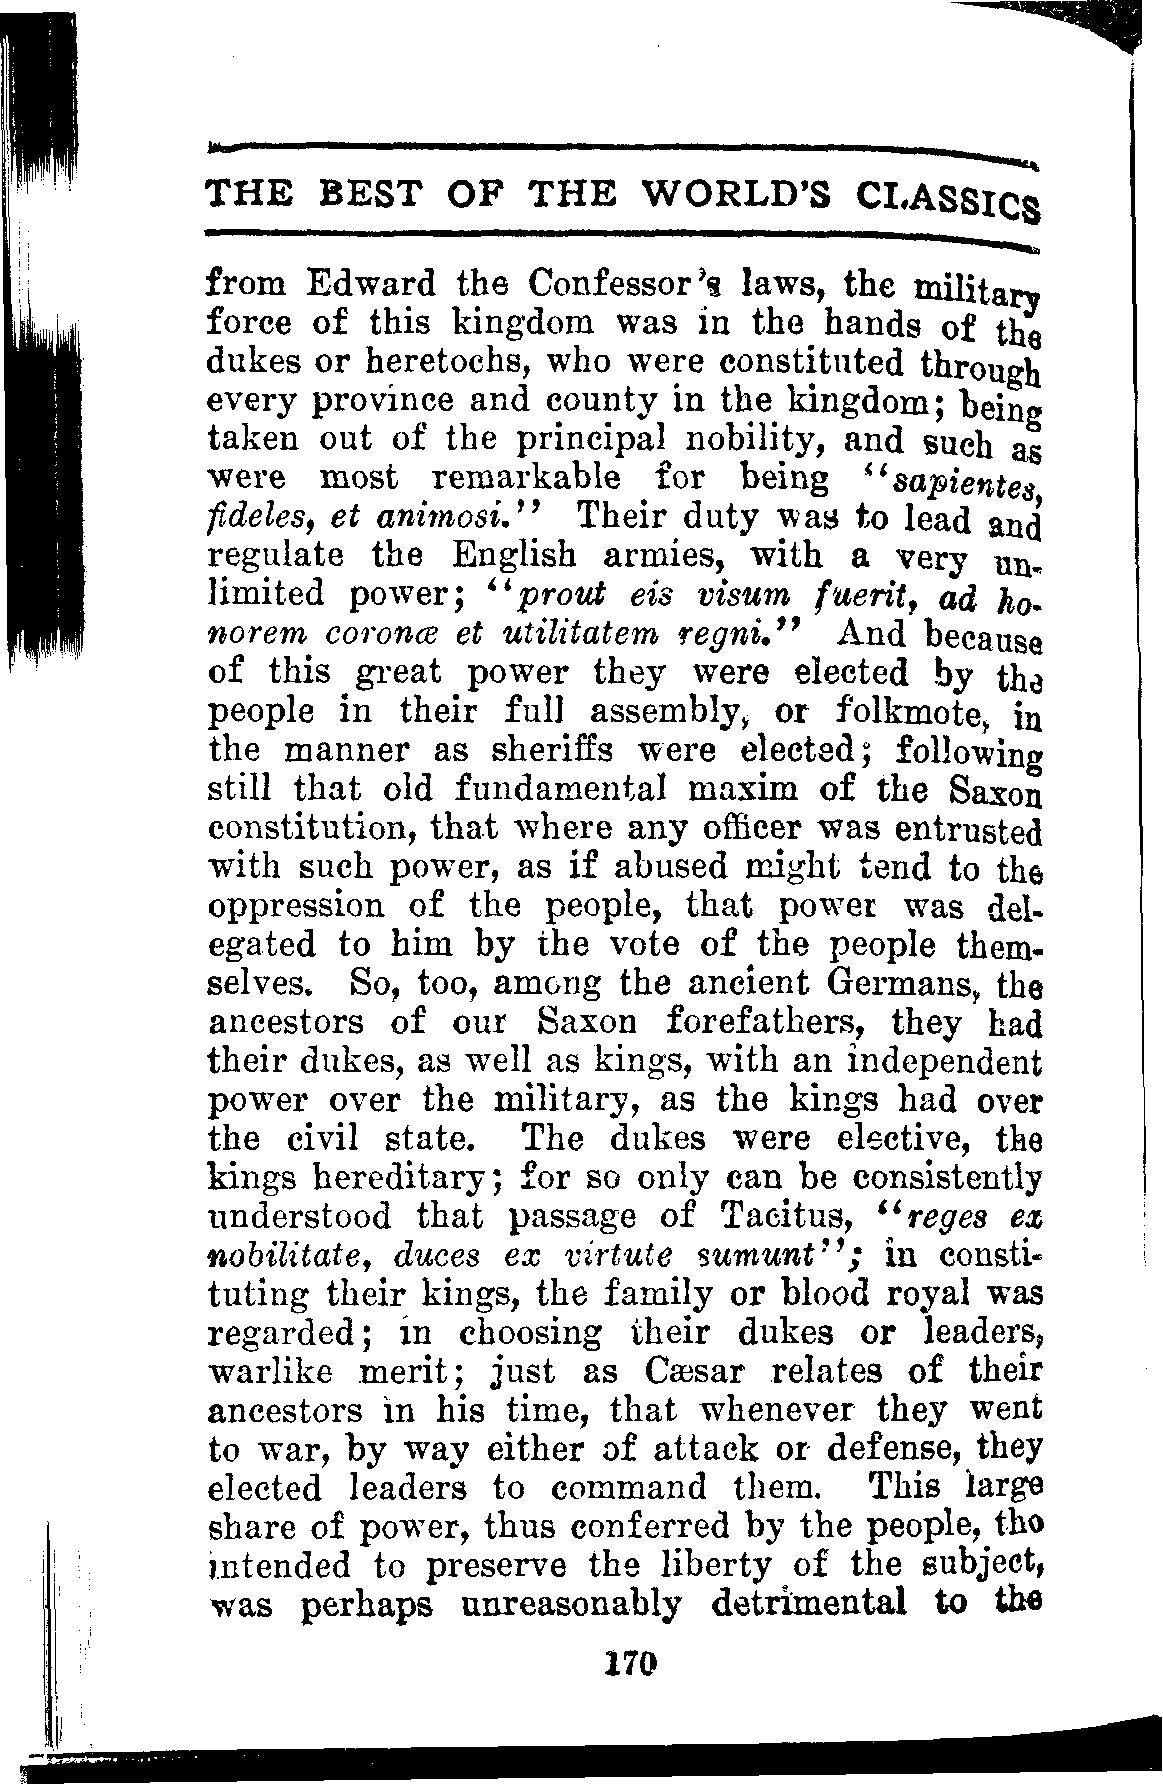 THE BEST OF THE WORLD'S CLASSICS
from Edward the Confessor's laws, the military
force of this kingdom was in the hands of the
dukes or heretochs, who were constituted through
every province and county in the kingdom; being
taken out of the principal nobility, and such as
were most remarkable for being "sapientes,
fideles, et animosi." Their duty was to lead and
regulate the English armies, with a very un-
limited power; "prout eis visum fuerit, ad ho-
norem coronæ et utilitatem regni." And because
of this great power they were elected by the
people in their full assembly, or folkmote, in
the manner as sheriffs were elected; following
still that old fundamental maxim of the Saxon
constitution, that where any officer was entrusted
with such power, as if abused might tend to the
oppression of the people, that power was del-
egated to him by the vote of the people them-
selves. So, too, among the ancient Germans, the
ancestors of our Saxon forefathers, they had
their dukes, as well as kings, with an independent
power over the military, as the kings had over
the civil state. The dukes were elective, the
kings hereditary; for so only can be consistently
understood that passage of Tacitus, "reges ex
nobilitate, duces ex virtute sumunt"; in consti-
tuting their kings, the family or blood royal was
regarded; in choosing their dukes or leaders,
warlike merit; just as Cæsar relates of their
ancestors in his time, that whenever they went
to war, by way either of attack or defense, they
elected leaders to command them. This large
share of power, thus conferred by the people, tho
intended to preserve the liberty of the subject,
was perhaps unreasonably detrimental to the
170